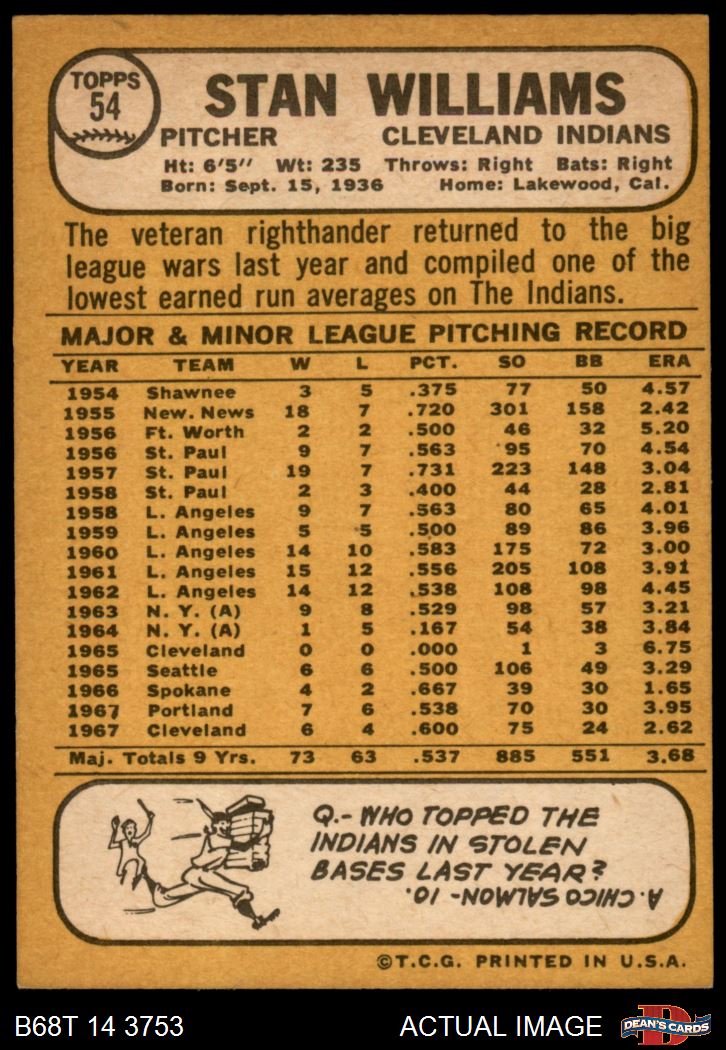 TOPPS
54
STAN WILLIAMS
PITCHER CLEVELAND INDIANS
Ht: 6'5" Wt: 235 Throws: Right Bats: Right
Born: Sept. 15, 1936 Home: Lakewood, Cal.
The veteran righthander returned to the big
league wars last year and compiled one of the
lowest earned run averages on The Indians.
MAJOR & MINOR LEAGUE PITCHING RECORD
YEAR TEAM W L PCT. SO BB ERA
1954 Shawnee 3 5 .375 77 50 4.57
1955 New. News 18 7 .720 301 158 2.42
1956 Ft. Worth 2 2 .500 46 32 5.20
1956 St. Paul 9 7 .563 95 70 4.54
1957 St. Paul 19 7 .731 223 148 3.04
1958 St. Paul 2 3 .400 44 28 2.81
1958 L. Angeles 9 7 .563 80 65 4.01
1959 L. Angeles 5 5 .500 89 86 3.96
1960 L. Angeles 14 10 .583 175 72 3.00
1961 L. Angeles 15 12 .556 205 108 3.91
1962 L. Angeles 14 12 .538 108 98 4.45
1963 N. Y. (A) 9 8 .529 98 57 3.21
1964 N. Y. (A) 1 5 .167 54 38 3.84
1965 Cleveland 0 0 .000 1 3 6.75
1965 Seattle 6 6 .500 106 49 3.29
1966 Spokane 4 2 .667 39 30 1.65
1967 Portland 7 6 .538 70 30 3.95
1967 Cleveland 6 4 .600 75 24 2.62
Maj. Totals 9 Yrs. 73 63 .537 885 551 3.68
Q.- WHO TOPPED THE
INDIANS IN STOLEN
BASES LAST YEAR?
A. CHICO SALMON- 10.
©T.C.G. PRINTED IN U.S.A.
B68T 14 3753 ACTUAL IMAGE
D
DEAN'S CARDS